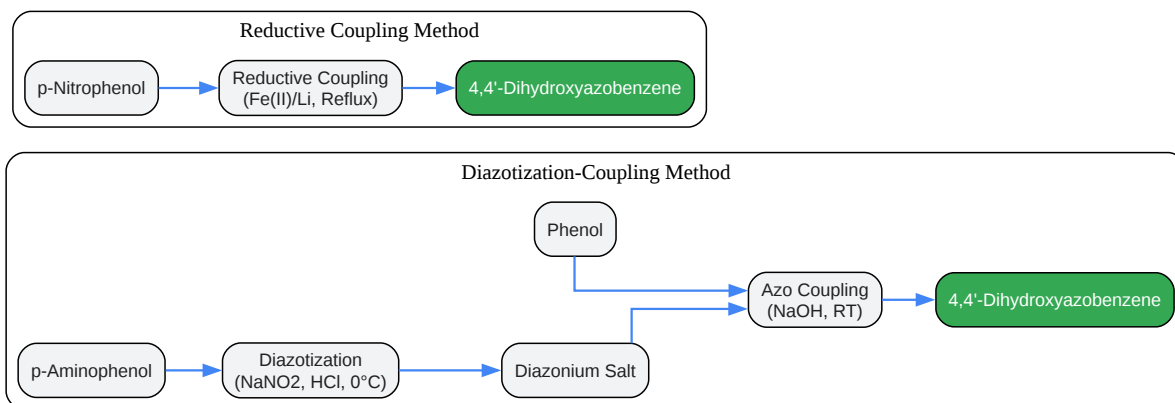 Reductive Coupling Method
p-Nitrophenol
Reductive Coupling
(Fe(II)/Li, Reflux)
4,4'-Dihydroxyazobenzene
Diazotization-Coupling Method
Phenol
Azo Coupling
(NaOH, RT)
4,4'-Dihydroxyazobenzene
p-Aminophenol
Diazotization
(NaNO2, HCl, 0°C)
Diazonium Salt